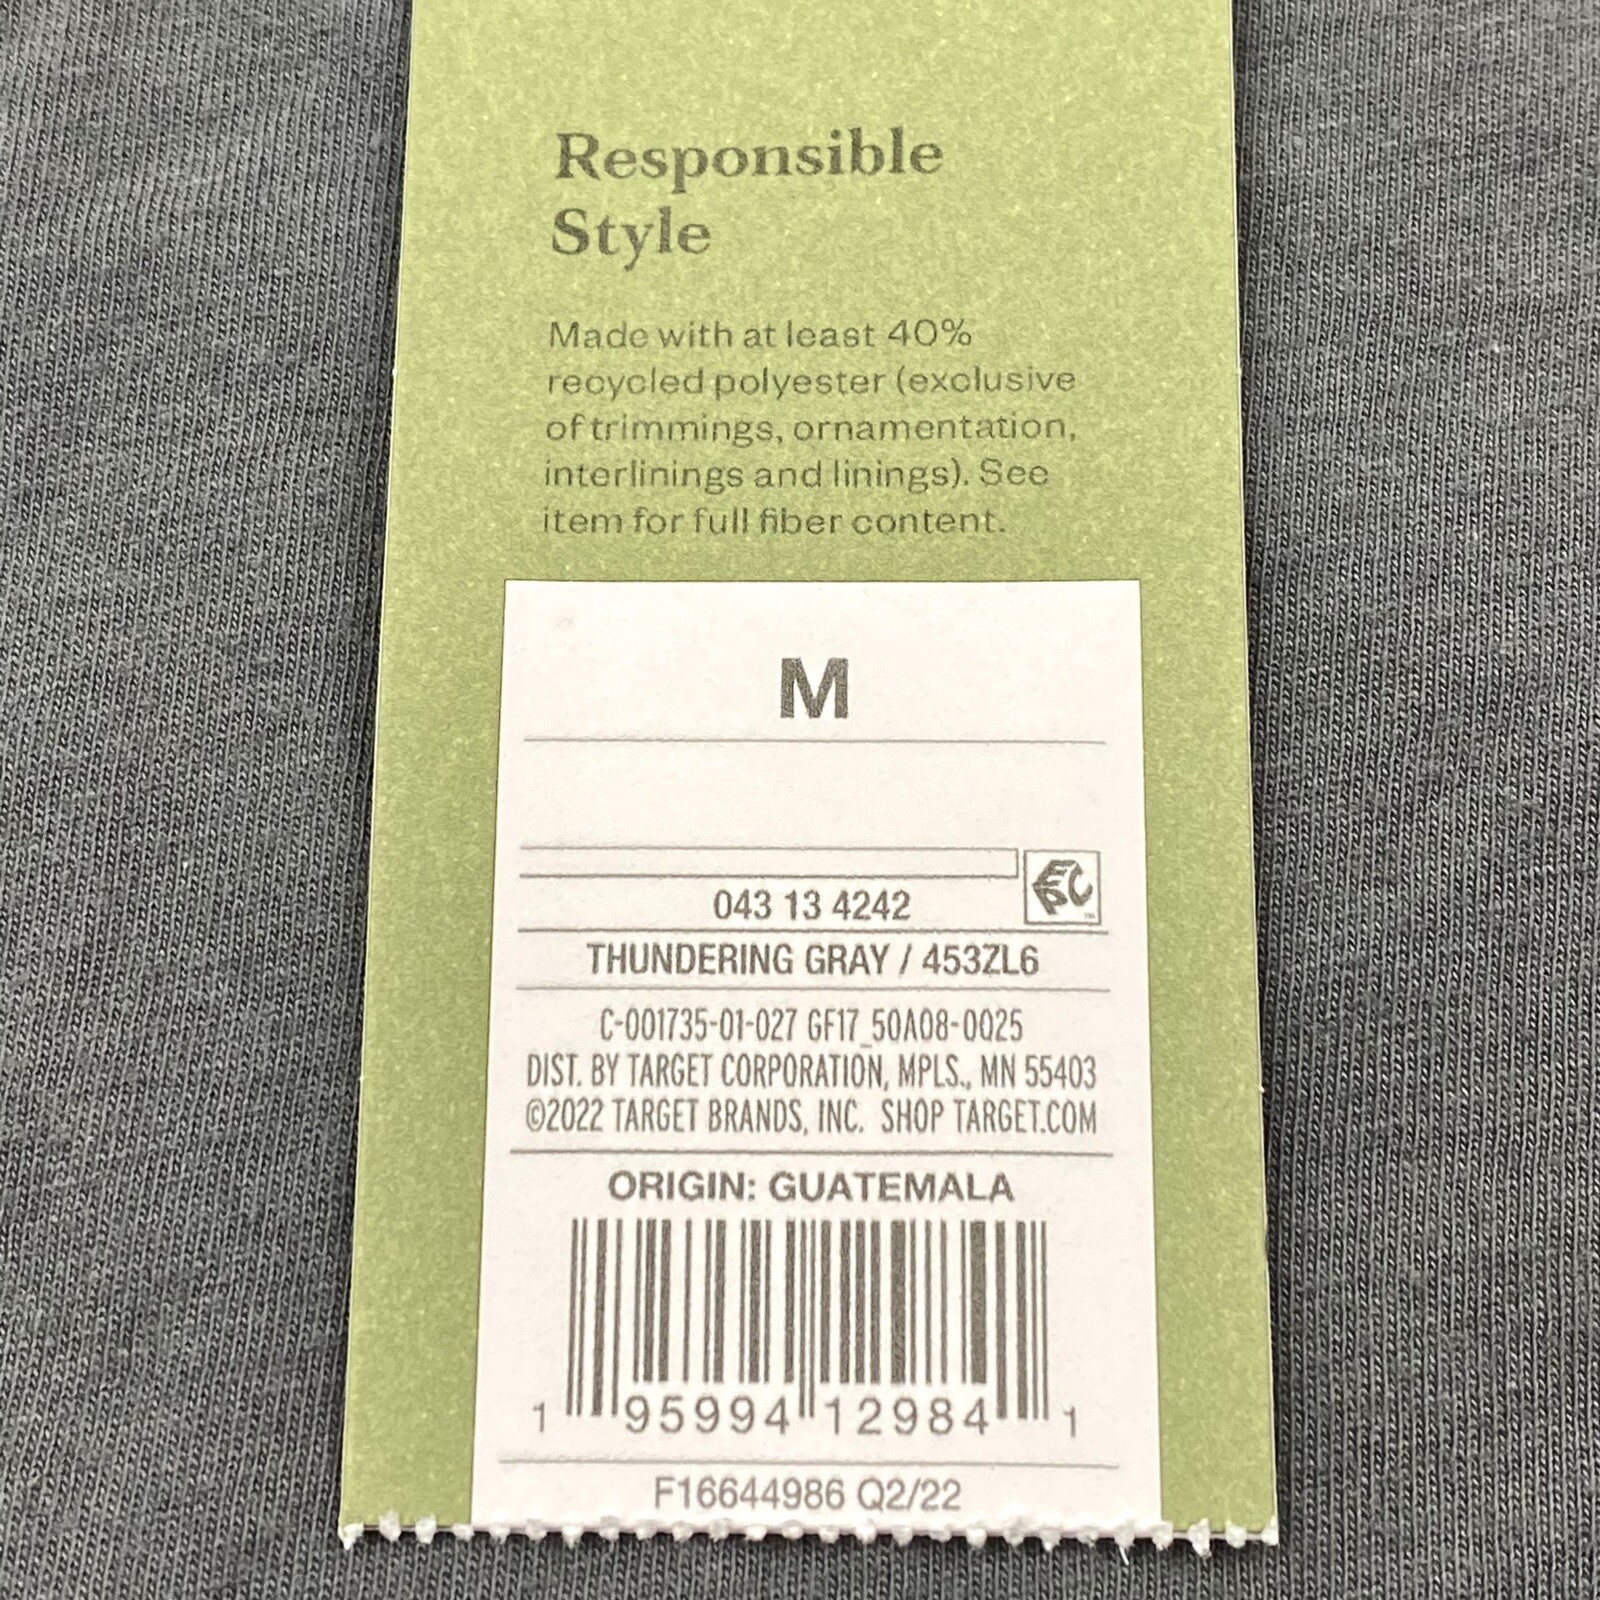 Responsible
Style
Made with at least 40%
recycled polyester (exclusive
of trimmings, ornamentation,
interlinings and linings). See
item for full fiber content.
M
EPC
TM
043 13 4242
THUNDERING GRAY / 453ZL6
C-001735-01-027 GF17_50A08-0025
DIST. BY TARGET CORPORATION, MPLS., MN 55403
©2022 TARGET BRANDS, INC. SHOP TARGET.COM
ORIGIN: GUATEMALA
1 95994 12984 1
F16644986 Q2/22